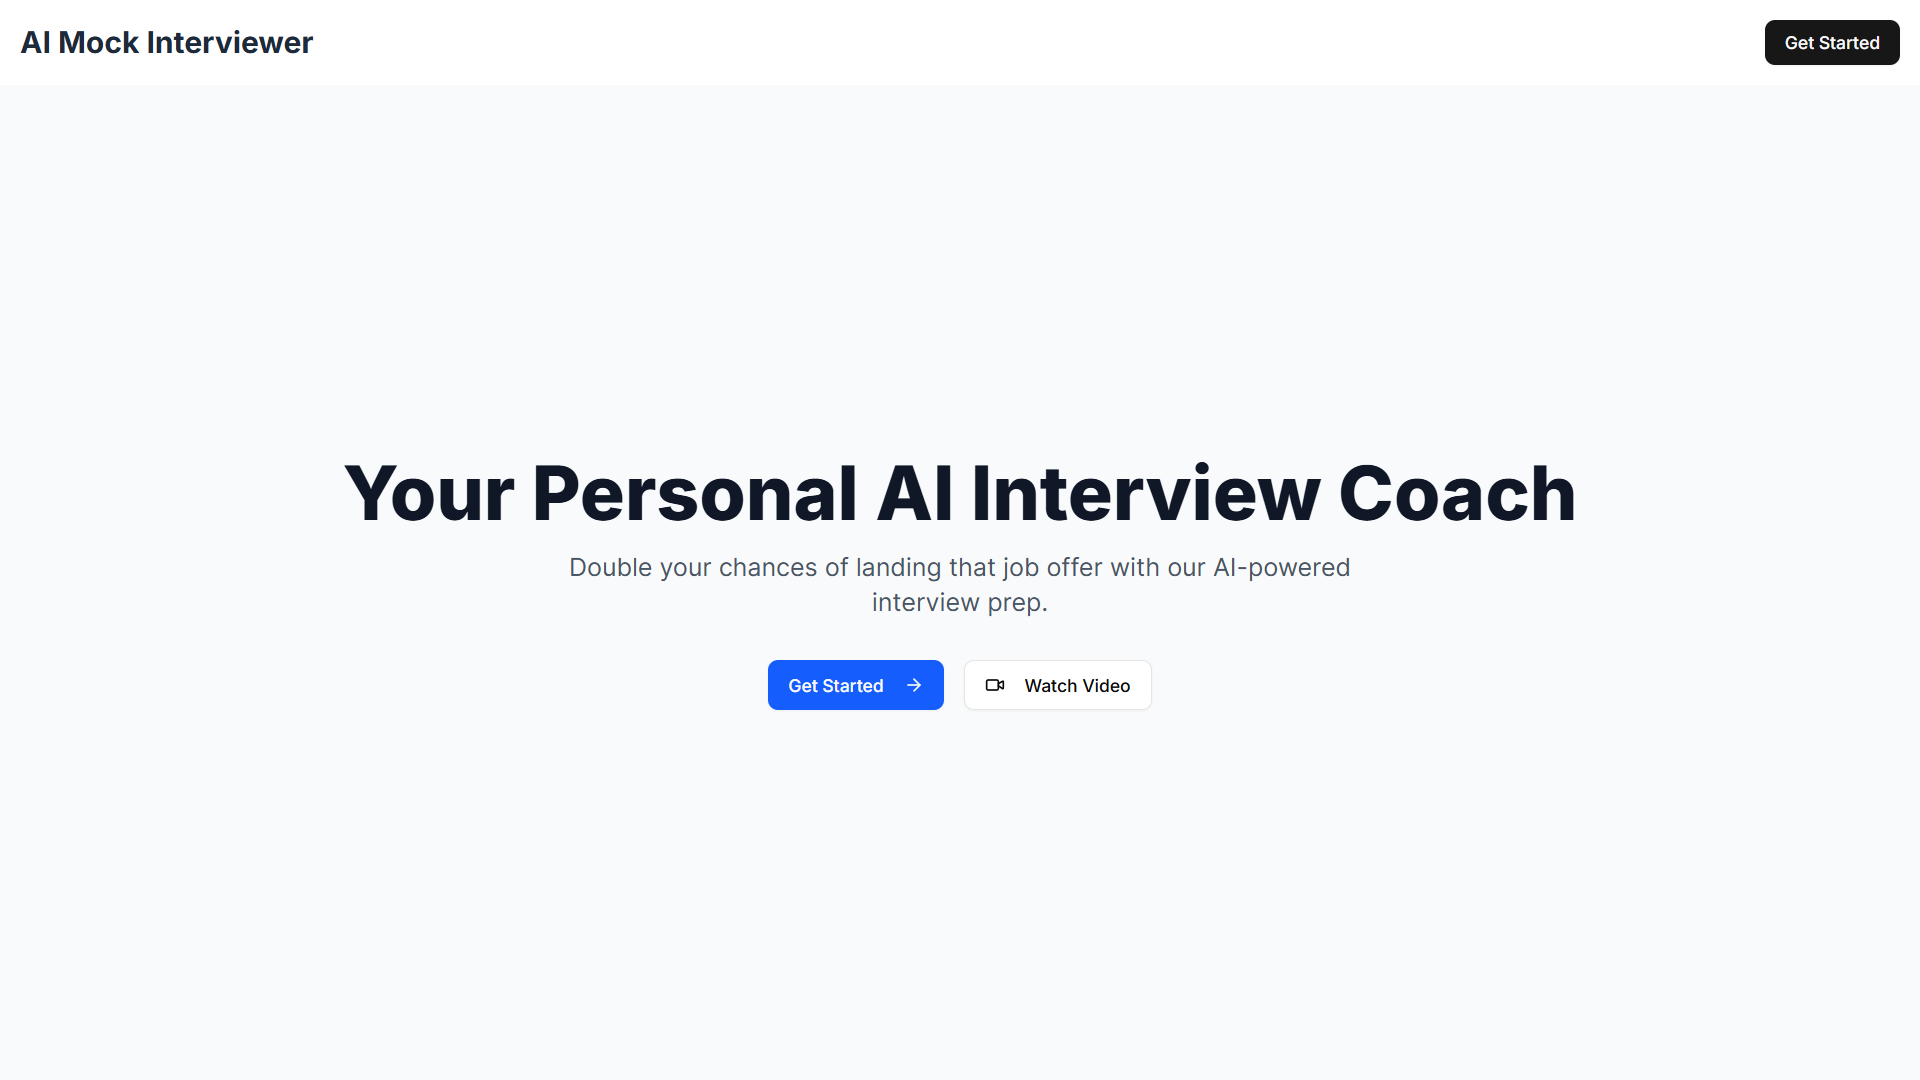 AI Mock Interviewer
Get Started
Your Personal AI Interview Coach
Double your chances of landing that job offer with our AI-powered
interview prep.
Get Started
Watch Video